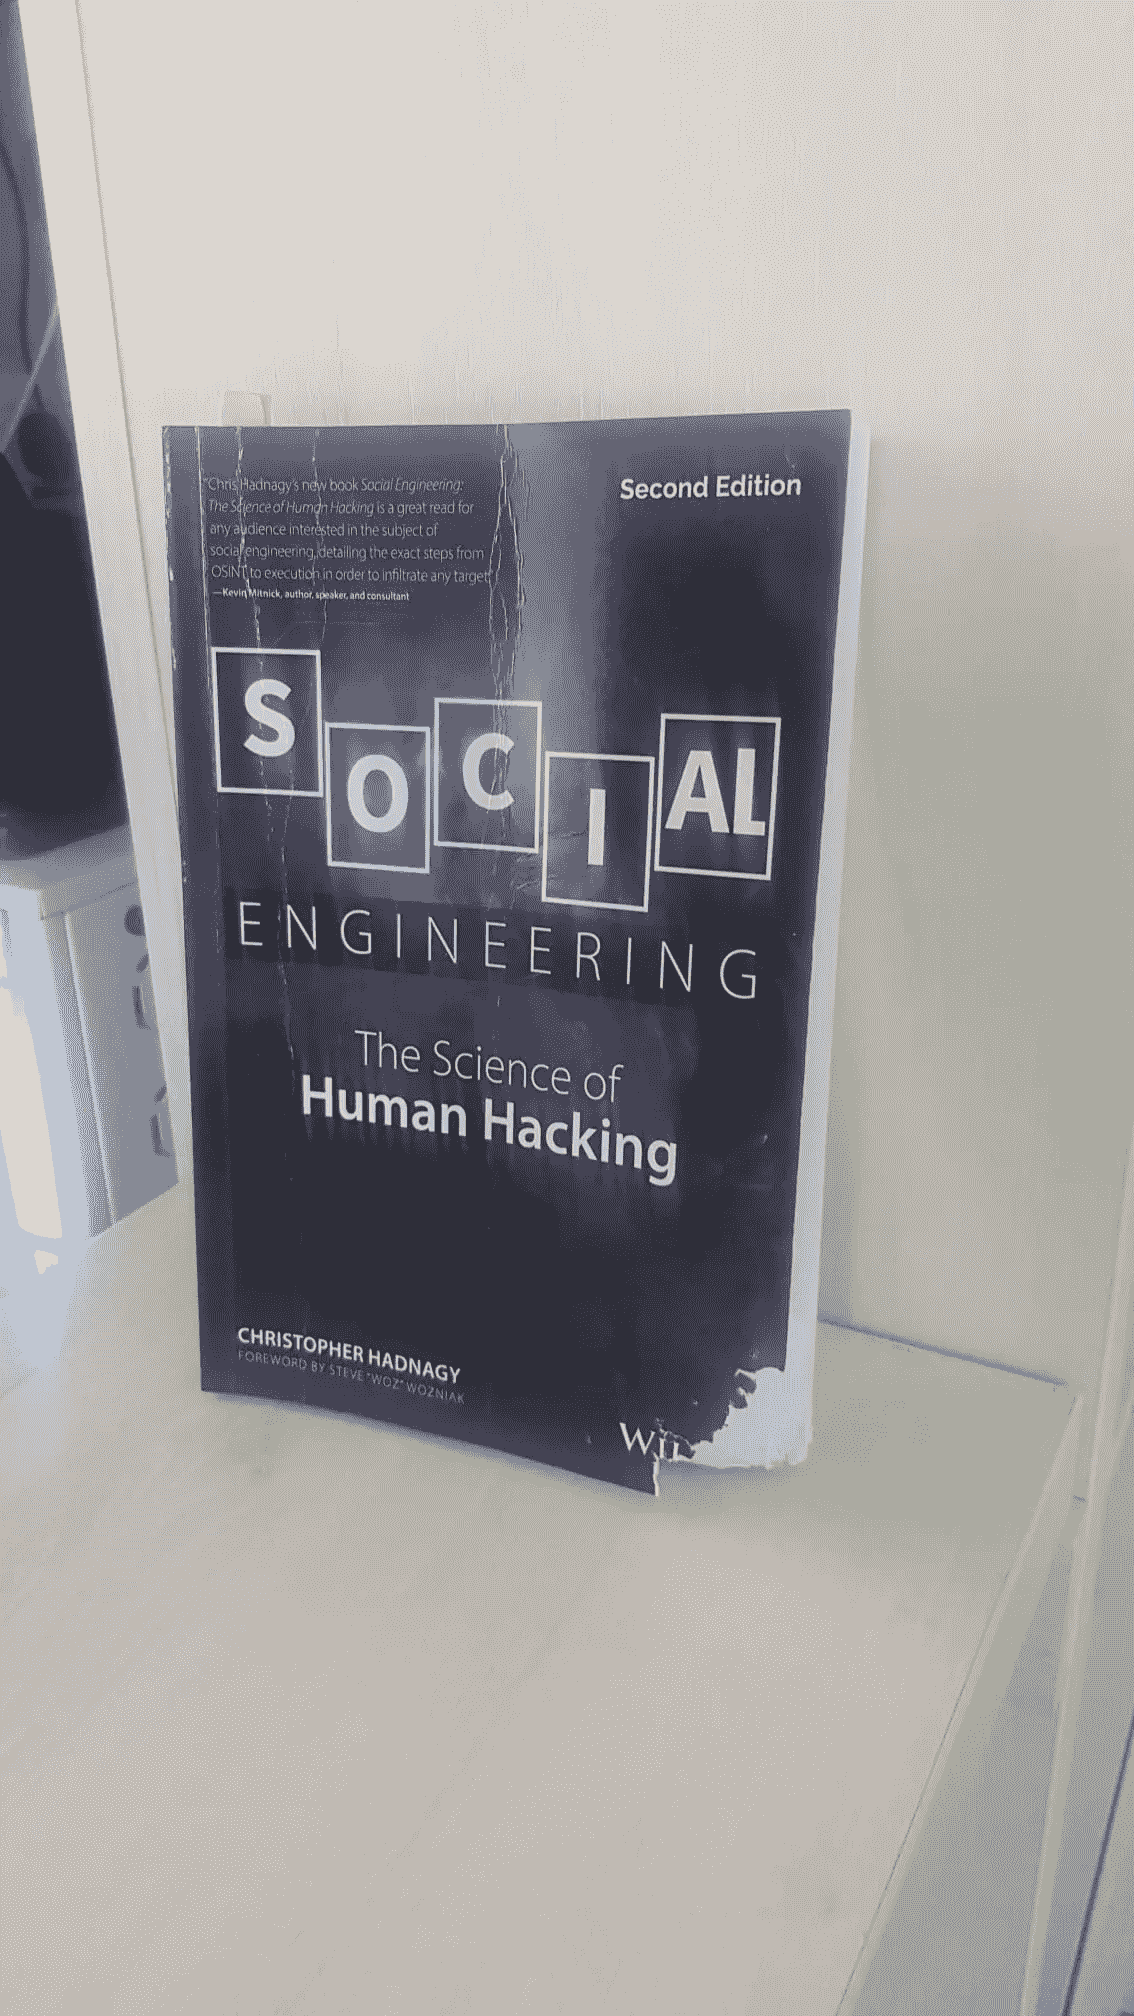 "Chris Hadnagy's new book Social Engineering:
The Science of Human Hacking is a great read for
any audience interested in the subject of
social engineering, detailing the exact steps from
OSINT to execution in order to infiltrate any target."
—Kevin Mitnick, author, speaker, and consultant
Second Edition
SOCIAL
ENGINEERING
The Science of
Human Hacking
CHRISTOPHER HADNAGY
FOREWORD BY STEVE "WOZ" WOZNIAK